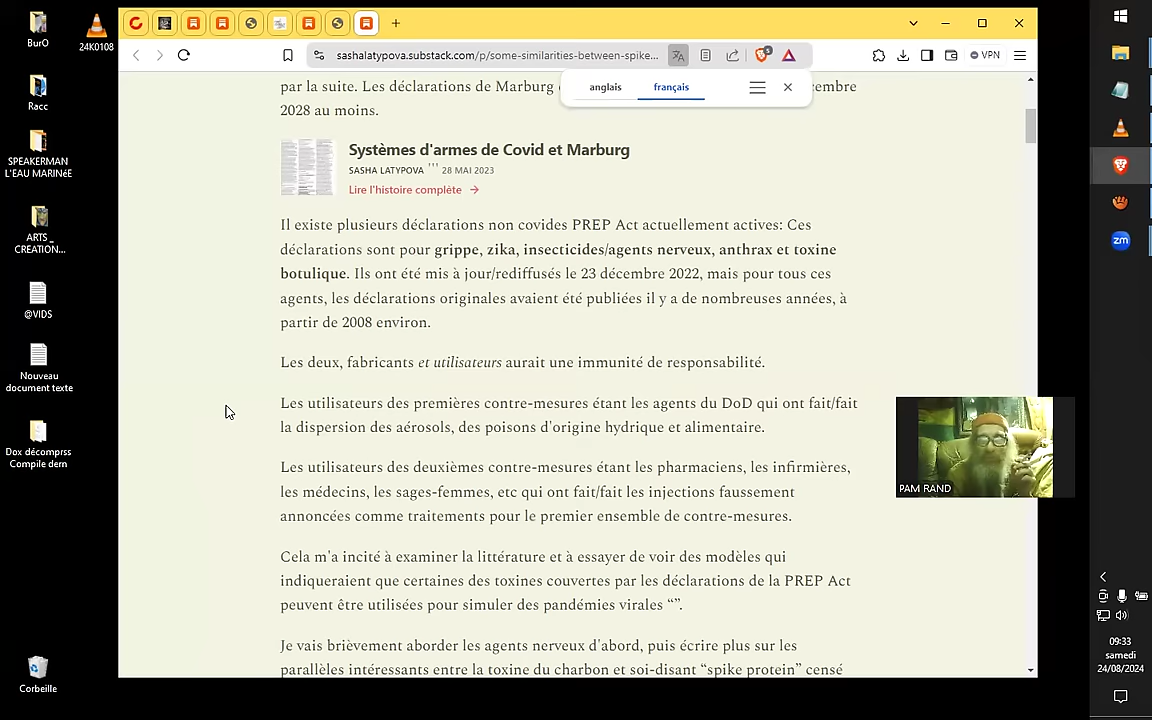 BurO
24K0108
Racc
SPEAKERMAN
L'EAU MARINéE
ARTS_
CREATION...
@VIDS
Nouveau
document texte
Dox décomprss
Compile dern
Corbeille
sashalatypova.substack.com/p/some-similarities-between-spike...
VPN
anglais
français
par la suite. Les déclarations de Marburg
cembre
2028 au moins.
Systèmes d'armes de Covid et Marburg
SASHA LATYPOVA ''' 28 MAI 2023
Lire l'histoire complète →
Il existe plusieurs déclarations non covides PREP Act actuellement actives: Ces
déclarations sont pour grippe, zika, insecticides/agents nerveux, anthrax et toxine
botulique. Ils ont été mis à jour/rediffusés le 23 décembre 2022, mais pour tous ces
agents, les déclarations originales avaient été publiées il y a de nombreuses années, à
partir de 2008 environ.
Les deux, fabricants et utilisateurs aurait une immunité de responsabilité.
Les utilisateurs des premières contre-mesures étant les agents du DoD qui ont fait/fait
la dispersion des aérosols, des poisons d'origine hydrique et alimentaire.
Les utilisateurs des deuxièmes contre-mesures étant les pharmaciens, les infirmières,
les médecins, les sages-femmes, etc qui ont fait/fait les injections faussement
annoncées comme traitements pour le premier ensemble de contre-mesures.
Cela m'a incité à examiner la littérature et à essayer de voir des modèles qui
indiqueraient que certaines des toxines couvertes par les déclarations de la PREP Act
peuvent être utilisées pour simuler des pandémies virales “”.
Je vais brièvement aborder les agents nerveux d'abord, puis écrire plus sur les
parallèles intéressants entre la toxine du charbon et soi-disant “spike protein” censé
PAM RAND
zm
09:33
samedi
24/08/2024